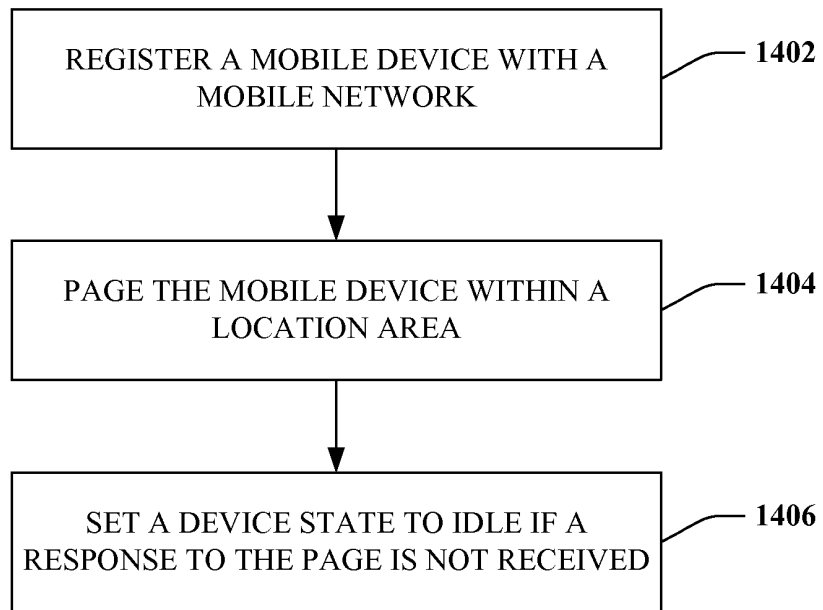 REGISTER A MOBILE DEVICE WITH A
MOBILE NETWORK
1402
PAGE THE MOBILE DEVICE WITHIN A
LOCATION AREA
1404
SET A DEVICE STATE TO IDLE IF A
RESPONSE TO THE PAGE IS NOT RECEIVED
1406